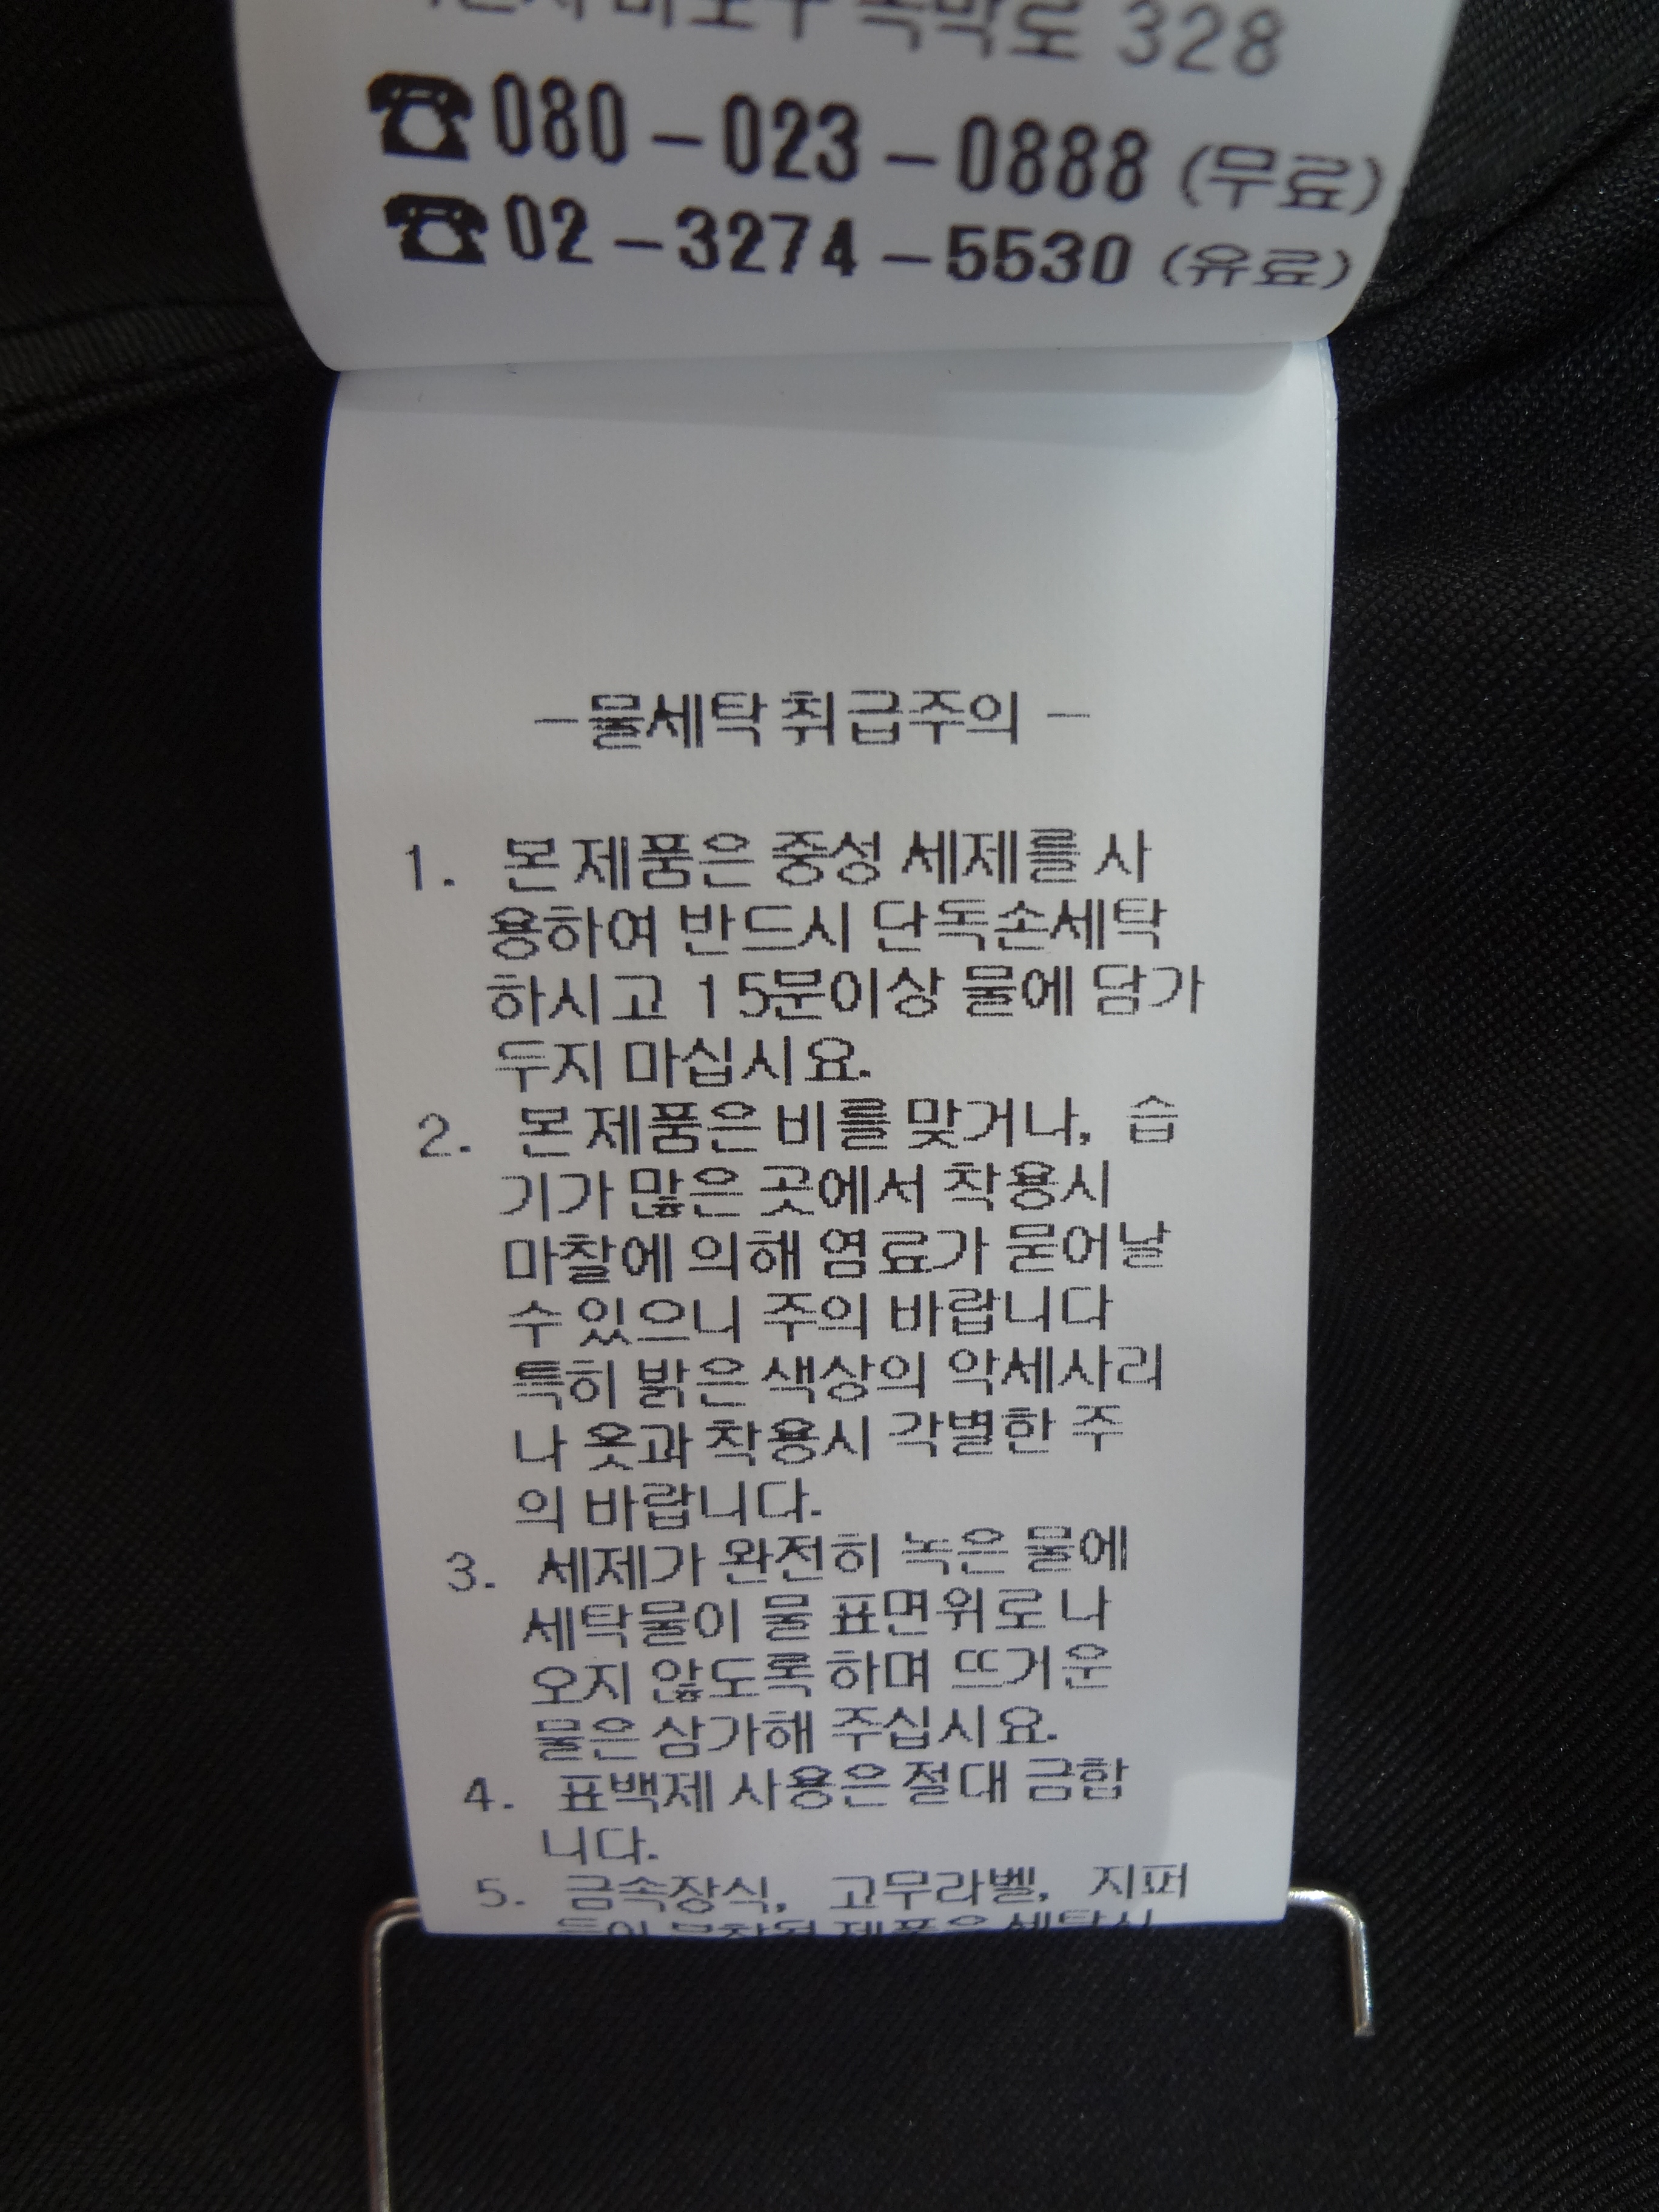 328
☎080-023-0888 (무료)
☎02-3274-5530 (유료)
-물세탁 취급주의 -
1. 본 제품은 중성 세제를 사
용하여 반드시 단독손세탁
하시고 15분이상 물에 담가
두지 마십시요.
2. 본 제품은 비를 맞거나, 습
기가 많은 곳에서 착용시
마찰에 의해 염료가 묻어날
수 있으니 주의 바랍니다
특히 밝은 색상의 악세사리
나 옷과 착용시 각별한 주
의 바랍니다.
3. 세제가 완전히 녹은 물에
세탁물이 물 표면위로 나
오지 않도록 하며 뜨거운
물은 삼가해 주십시요.
4. 표백제 사용은 절대 금합
니다.
5. 금속장식, 고무라벨, 지퍼